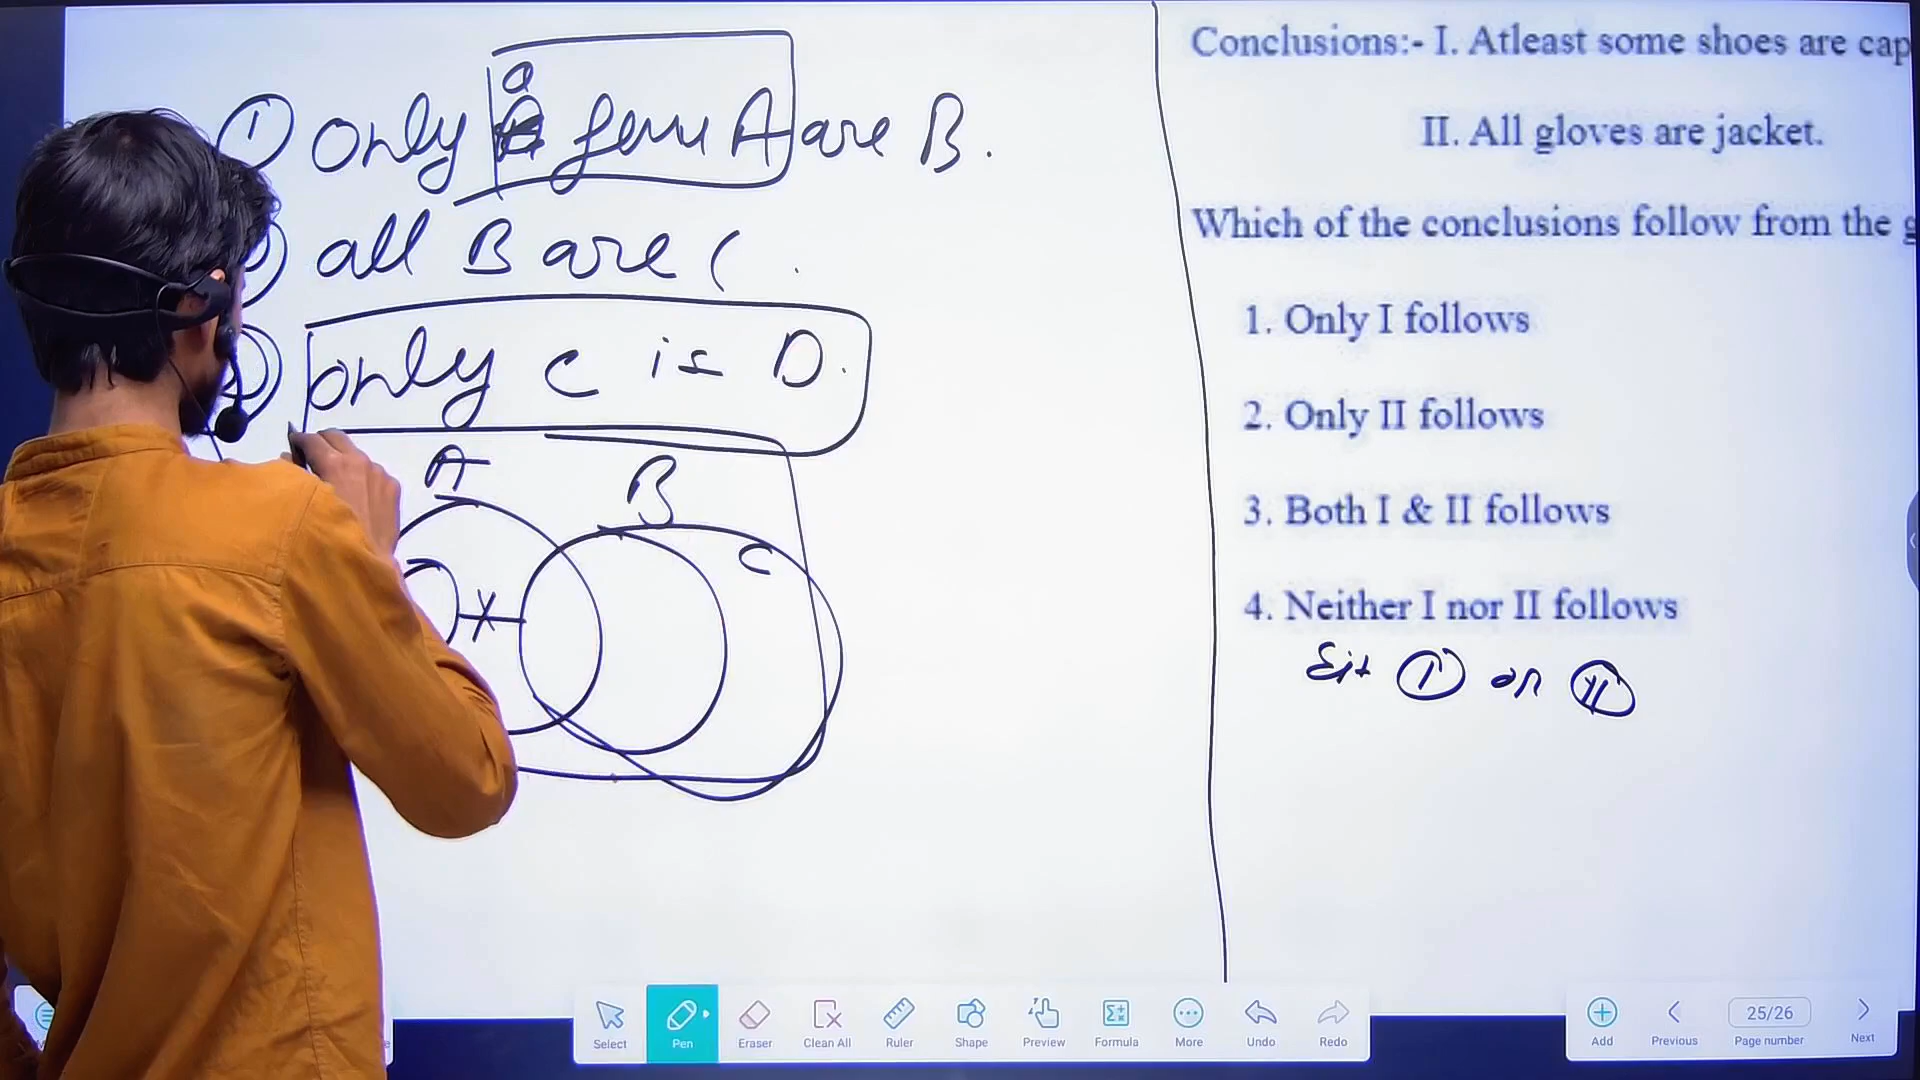 ① Only a few A are B.
② all B are C.
③ only C is D.
A
B
C
Conclusions:- I. Atleast some shoes are cap
II. All gloves are jacket.
Which of the conclusions follow from the g
1. Only I follows
2. Only II follows
3. Both I & II follows
4. Neither I nor II follows
Eit Ⓘ or Ⓘⓘ
Select
Pen
Eraser
Clean All
Ruler
Shape
Preview
Formula
More
Undo
Redo
Add
Previous
25/26
Page number
Next